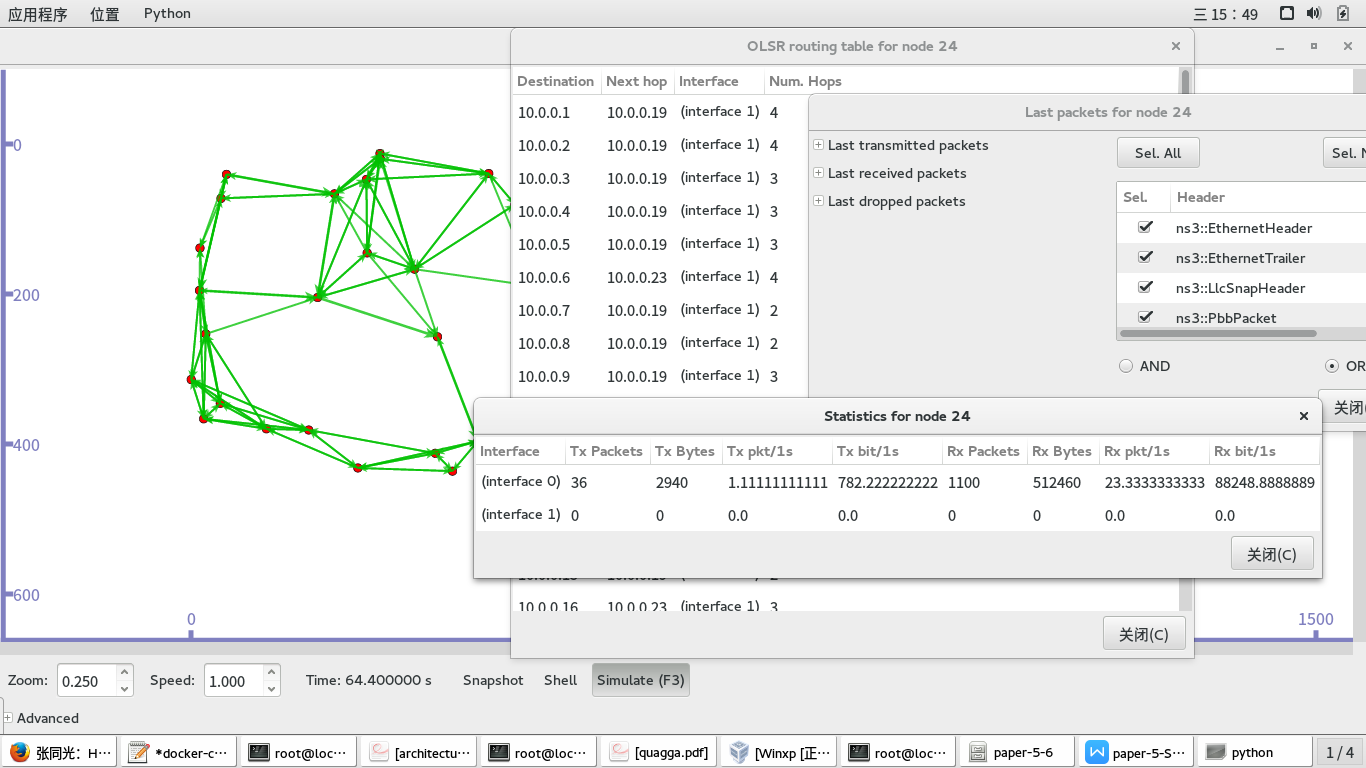 应用程序 位置 Python 三 15：49
OLSR routing table for node 24
Destination Next hop Interface Num. Hops
10.0.0.1 10.0.0.19 (interface 1) 4
10.0.0.2 10.0.0.19 (interface 1) 4
10.0.0.3 10.0.0.19 (interface 1) 3
10.0.0.4 10.0.0.19 (interface 1) 3
10.0.0.5 10.0.0.19 (interface 1) 3
10.0.0.6 10.0.0.23 (interface 1) 4
10.0.0.7 10.0.0.19 (interface 1) 2
10.0.0.8 10.0.0.19 (interface 1) 2
10.0.0.9 10.0.0.19 (interface 1) 3
10.0.0.16 10.0.0.23 (interface 1) 3
关闭(C)
Last packets for node 24
Last transmitted packets
Last received packets
Last dropped packets
Sel. All Sel. N
Sel. Header
ns3::EthernetHeader
ns3::EthernetTrailer
ns3::LlcSnapHeader
ns3::PbbPacket
AND OR
关闭(
Statistics for node 24
Interface Tx Packets Tx Bytes Tx pkt/1s Tx bit/1s Rx Packets Rx Bytes Rx pkt/1s Rx bit/1s
(interface 0) 36 2940 1.11111111111 782.222222222 1100 512460 23.3333333333 88248.8888889
(interface 1) 0 0 0.0 0.0 0 0 0.0 0.0
关闭(C)
0
200
400
600
0 1500
Zoom: 0.250 Speed: 1.000 Time: 64.400000 s Snapshot Shell Simulate (F3)
Advanced
张同光：H… *docker-c… root@loc… [architectu… root@loc… [quagga.pdf] [Winxp [正… root@loc… paper-5-6 paper-5-S… python 1 / 4